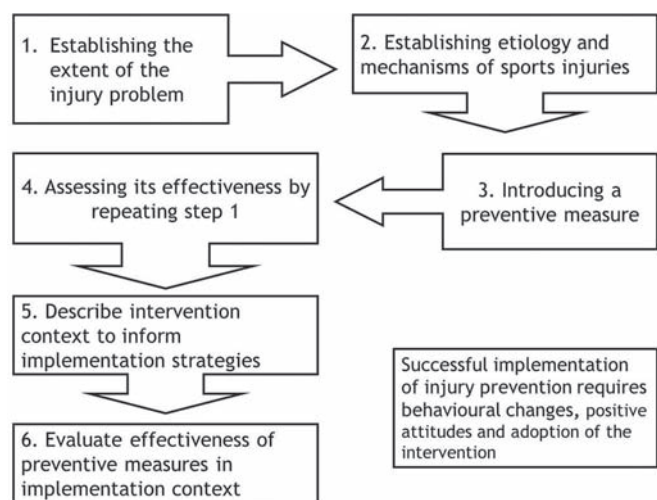 1. Establishing the
extent of the
injury problem
2. Establishing etiology and
mechanisms of sports injuries
3. Introducing a
preventive measure
4. Assessing its effectiveness by
repeating step 1
5. Describe intervention
context to inform
implementation strategies
6. Evaluate effectiveness of
preventive measures in
implementation context
Successful implementation
of injury prevention requires
behavioural changes, positive
attitudes and adoption of the
intervention